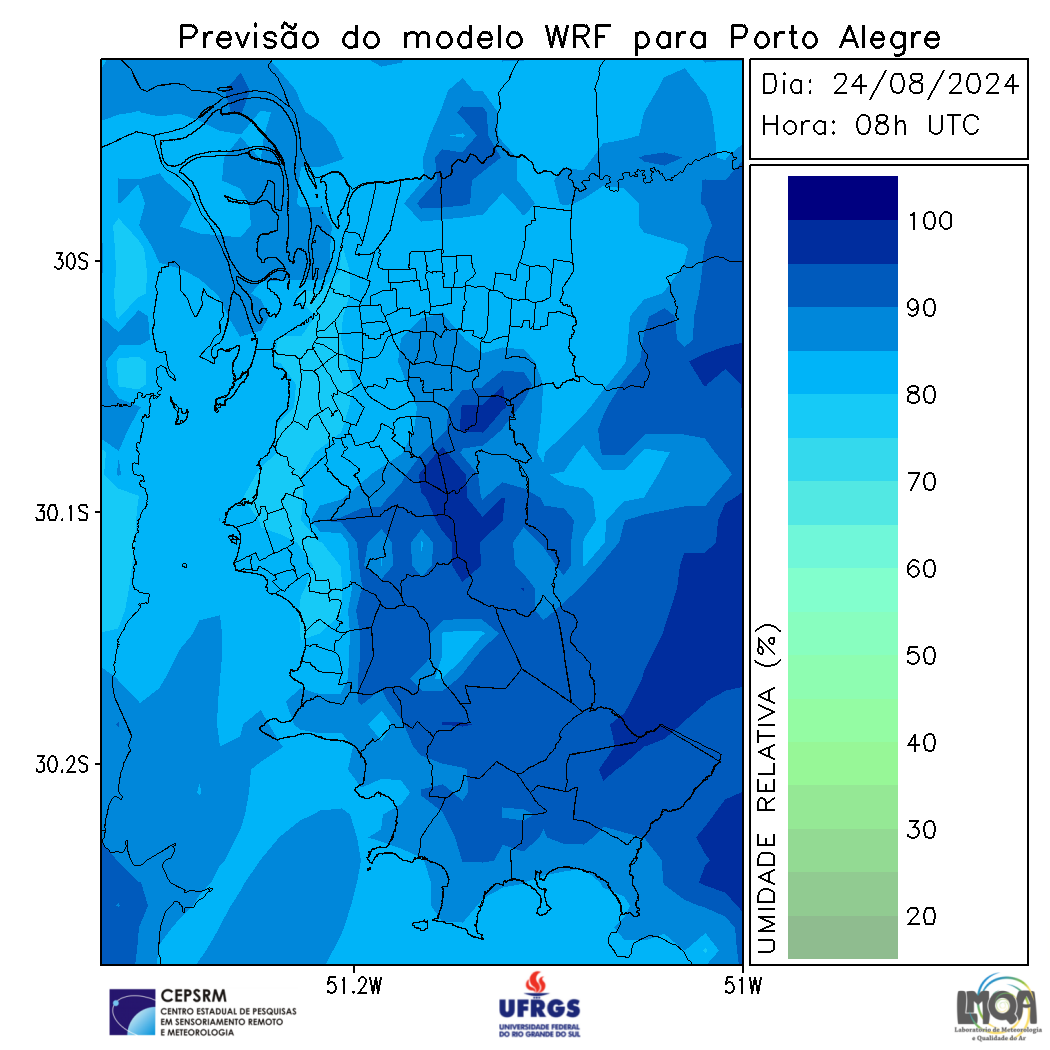 Previsão do modelo WRF para Porto Alegre
Dia: 24/08/2024
Hora: 08h UTC
30S
30.1S
30.2S
51.2W
51W
100
90
80
70
60
50
40
30
20
UMIDADE RELATIVA (%)
CEPSRM
CENTRO ESTADUAL DE PESQUISAS
EM SENSORIAMENTO REMOTO
E METEOROLOGIA
UFRGS
UNIVERSIDADE FEDERAL
DO RIO GRANDE DO SUL
LMQA
Laboratório de Meteorologia
e Qualidade do Ar